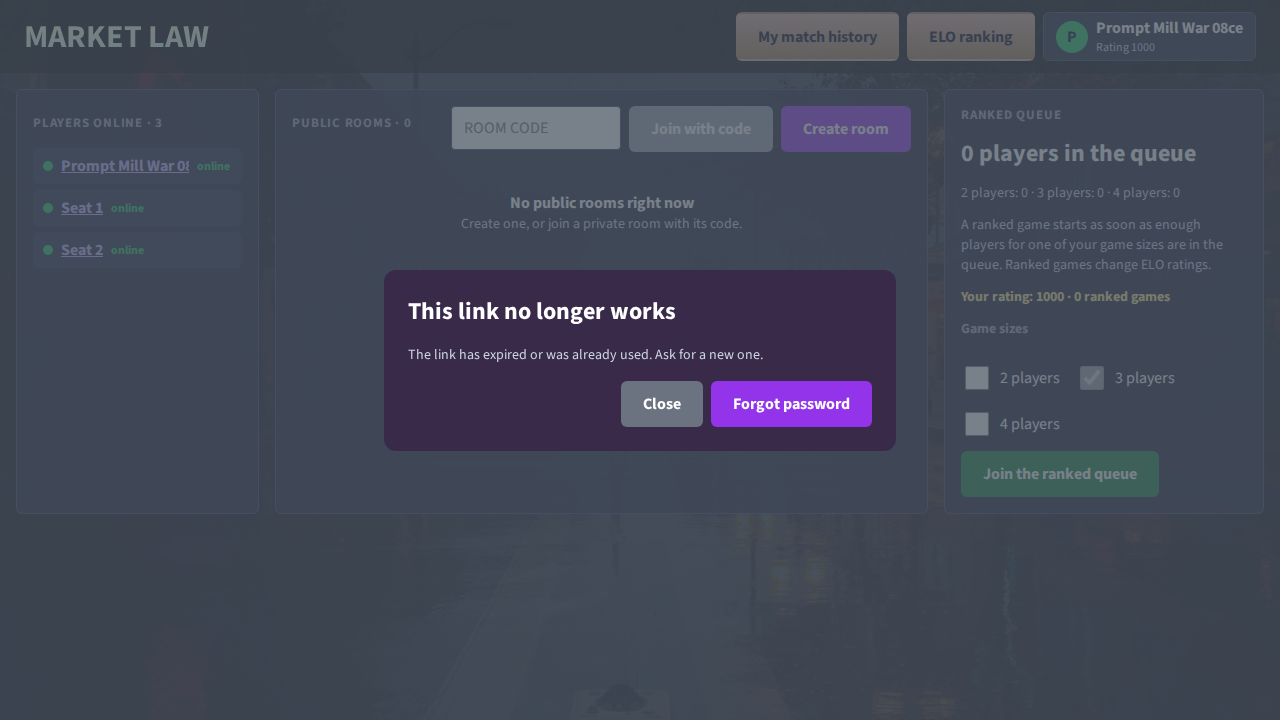 MARKET LAW
My match history
ELO ranking
P
Prompt Mill War 08ce
Rating 1000
PLAYERS ONLINE · 3
Prompt Mill War 08
online
Seat 1
online
Seat 2
online
PUBLIC ROOMS · 0
ROOM CODE
Join with code
Create room
No public rooms right now
Create one, or join a private room with its code.
This link no longer works
The link has expired or was already used. Ask for a new one.
Close
Forgot password
RANKED QUEUE
0 players in the queue
2 players: 0 · 3 players: 0 · 4 players: 0
A ranked game starts as soon as enough
players for one of your game sizes are in the
queue. Ranked games change ELO ratings.
Your rating: 1000 · 0 ranked games
Game sizes
2 players
3 players
4 players
Join the ranked queue